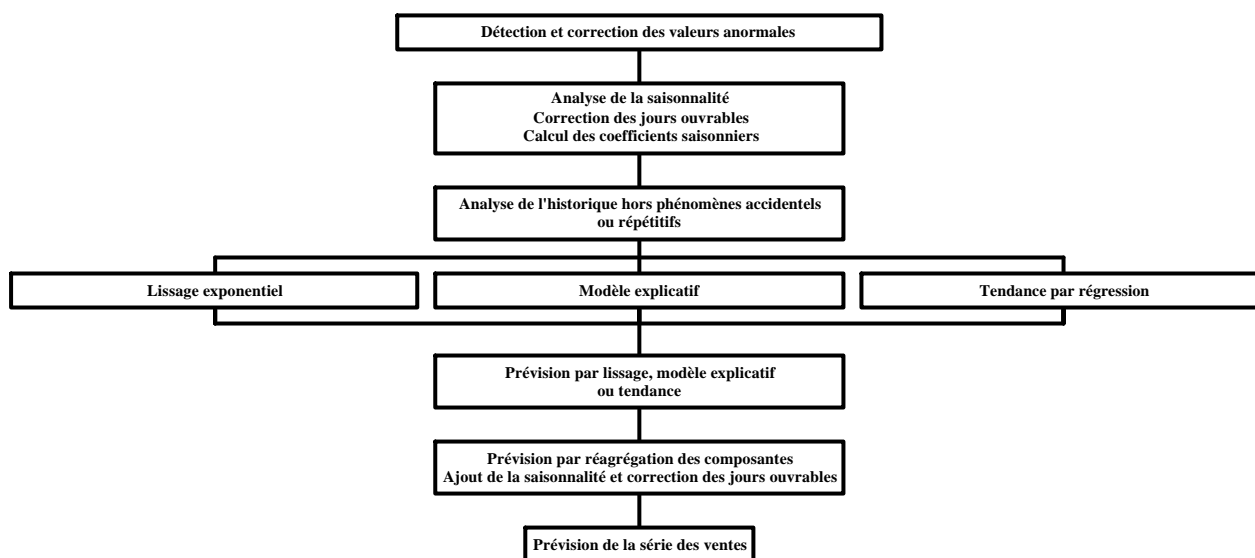 Détection et correction des valeurs anormales
Analyse de la saisonnalité
Correction des jours ouvrables
Calcul des coefficients saisonniers
Analyse de l'historique hors phénomènes accidentels
ou répétitifs
Lissage exponentiel
Modèle explicatif
Tendance par régression
Prévision par lissage, modèle explicatif
ou tendance
Prévision par réagrégation des composantes
Ajout de la saisonnalité et correction des jours ouvrables
Prévision de la série des ventes